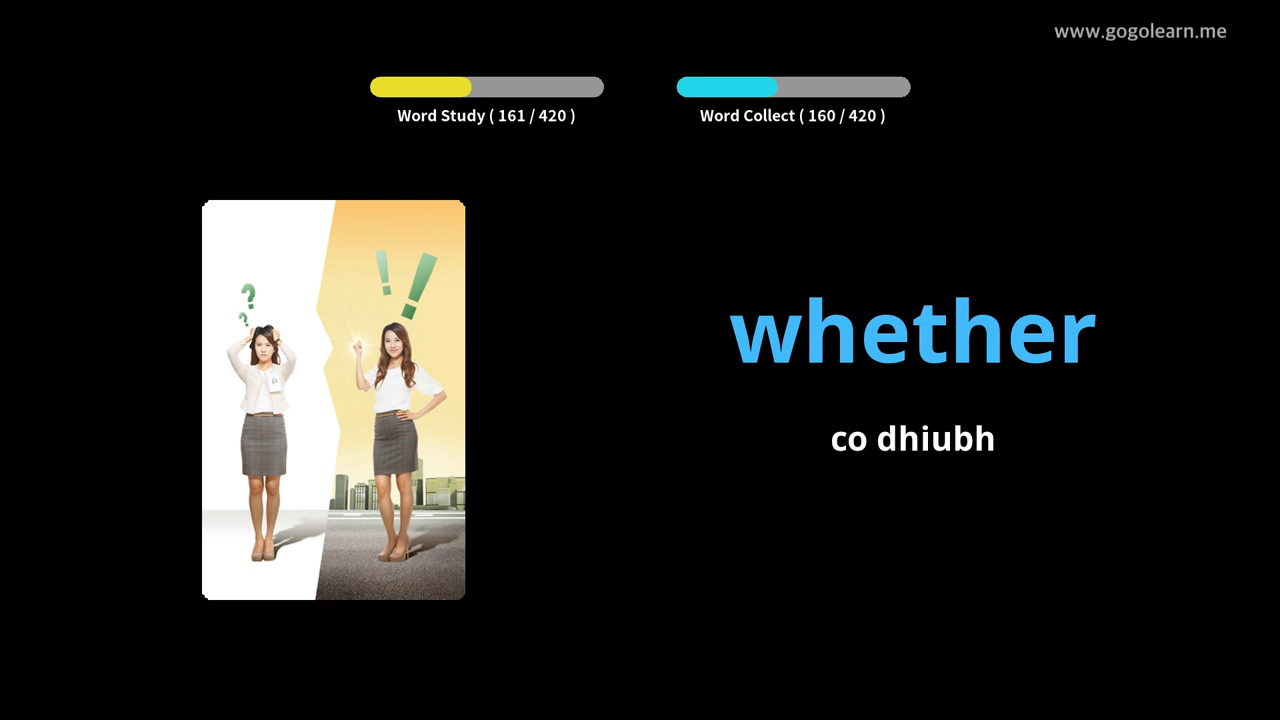 www.gogolearn.me
Word Study ( 161 / 420 )
Word Collect ( 160 / 420 )
? ?
! !
whether
co dhiubh